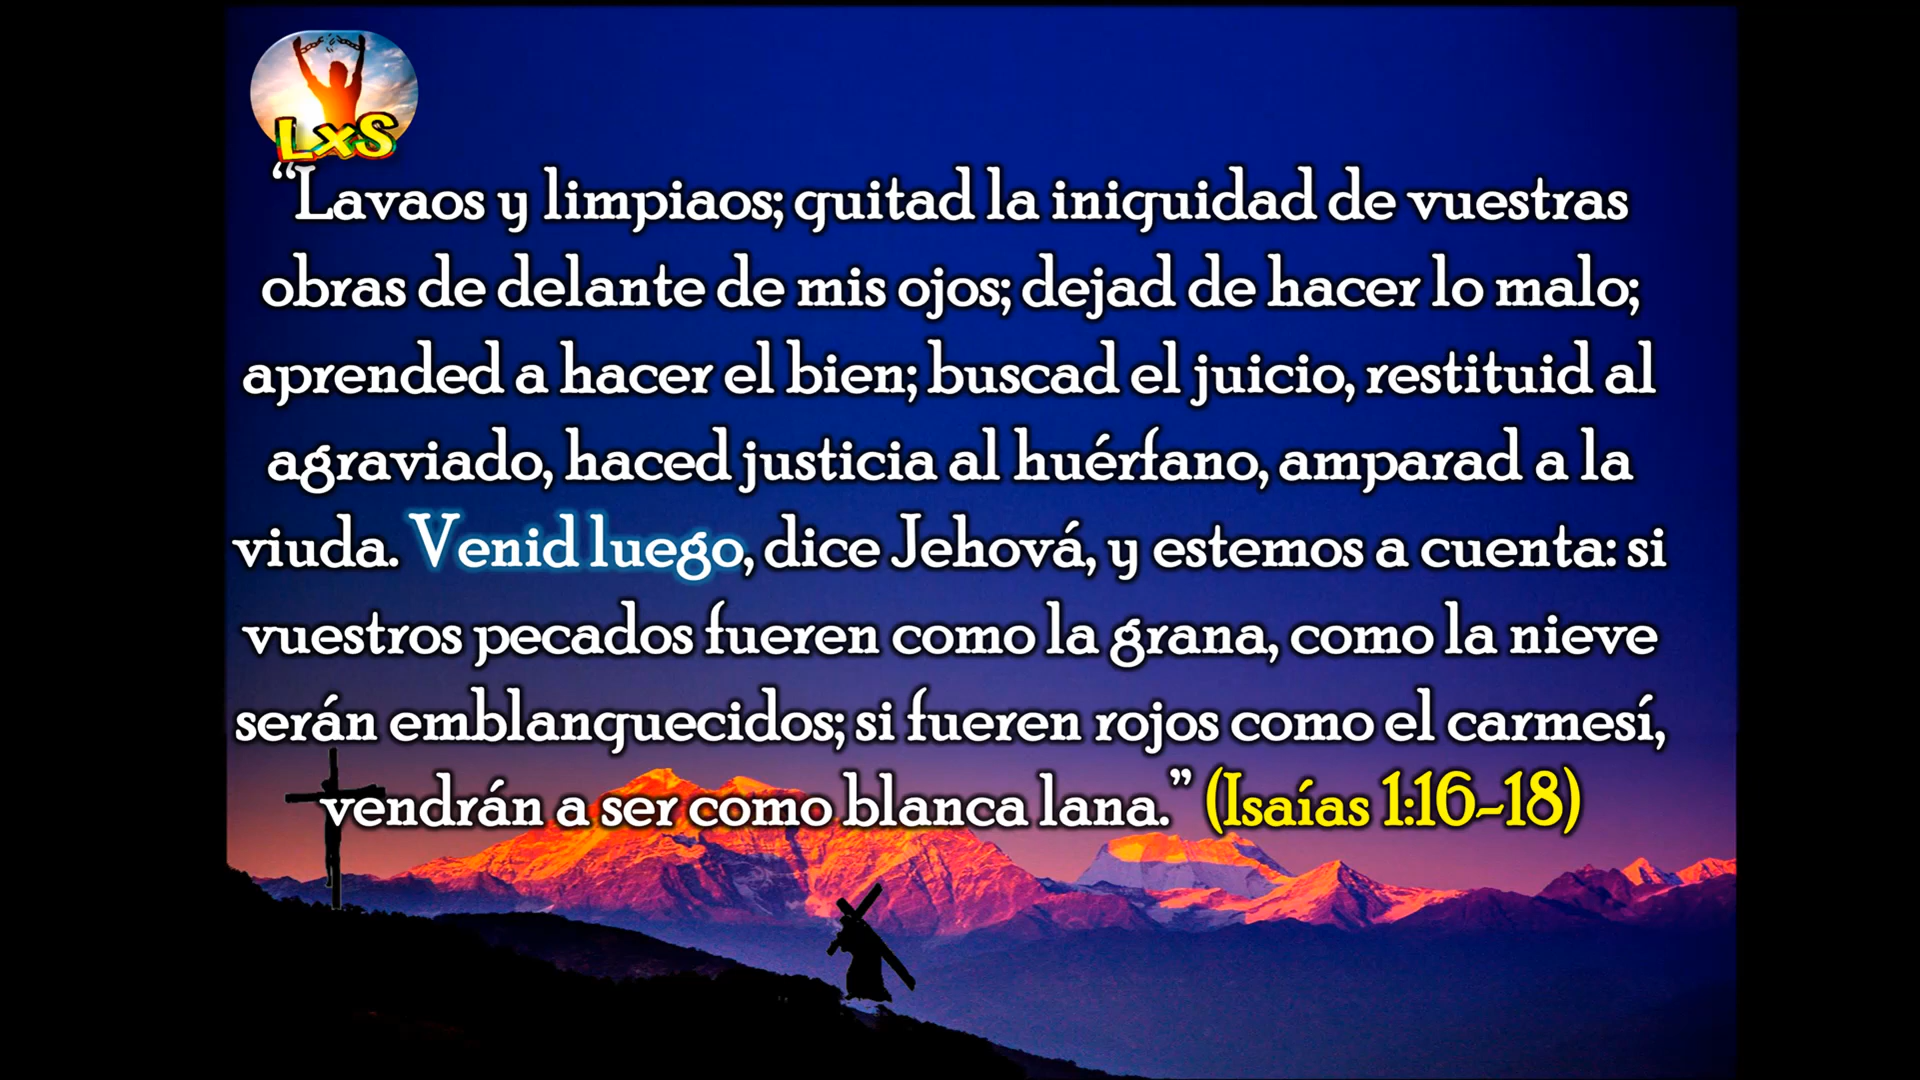 LxS
“Lavaos y limpiaos; quitad la iniquidad de vuestras
obras de delante de mis ojos; dejad de hacer lo malo;
aprended a hacer el bien; buscad el juicio, restituid al
agraviado, haced justicia al huérfano, amparad a la
viuda. Venid luego, dice Jehová, y estemos a cuenta: si
vuestros pecados fueren como la grana, como la nieve
serán emblanquecidos; si fueren rojos como el carmesí,
vendrán a ser como blanca lana.” (Isaías 1:16-18)